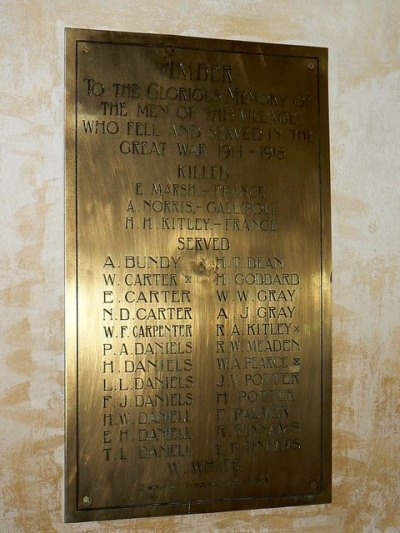 IMBER
TO THE GLORIOUS MEMORY OF
THE MEN OF THIS VILLAGE
WHO FELL AND SERVED IN THE
GREAT WAR 1914-1918
KILLED
E. MARSH,-FRANCE
A. NORRIS,-GALLIPOLI
H. H. KITLEY,-FRANCE
SERVED
A. BUNDY H. T. BEAN
W. CARTER H. GODDARD
E. CARTER W. W. GRAY
N. D. CARTER A. J. GRAY
W. F. CARPENTER R. A. KITLEY ×
P. A. DANIELS R. W. MEADEN
H. DANIELS W. A. PEARCE
L. L. DANIELS J. V. POTTER
F. J. DANIELS H. POTTER
H. W. DANIELL F. PALMER
E. H. DANIELL R.
T. L. DANIELL
W.